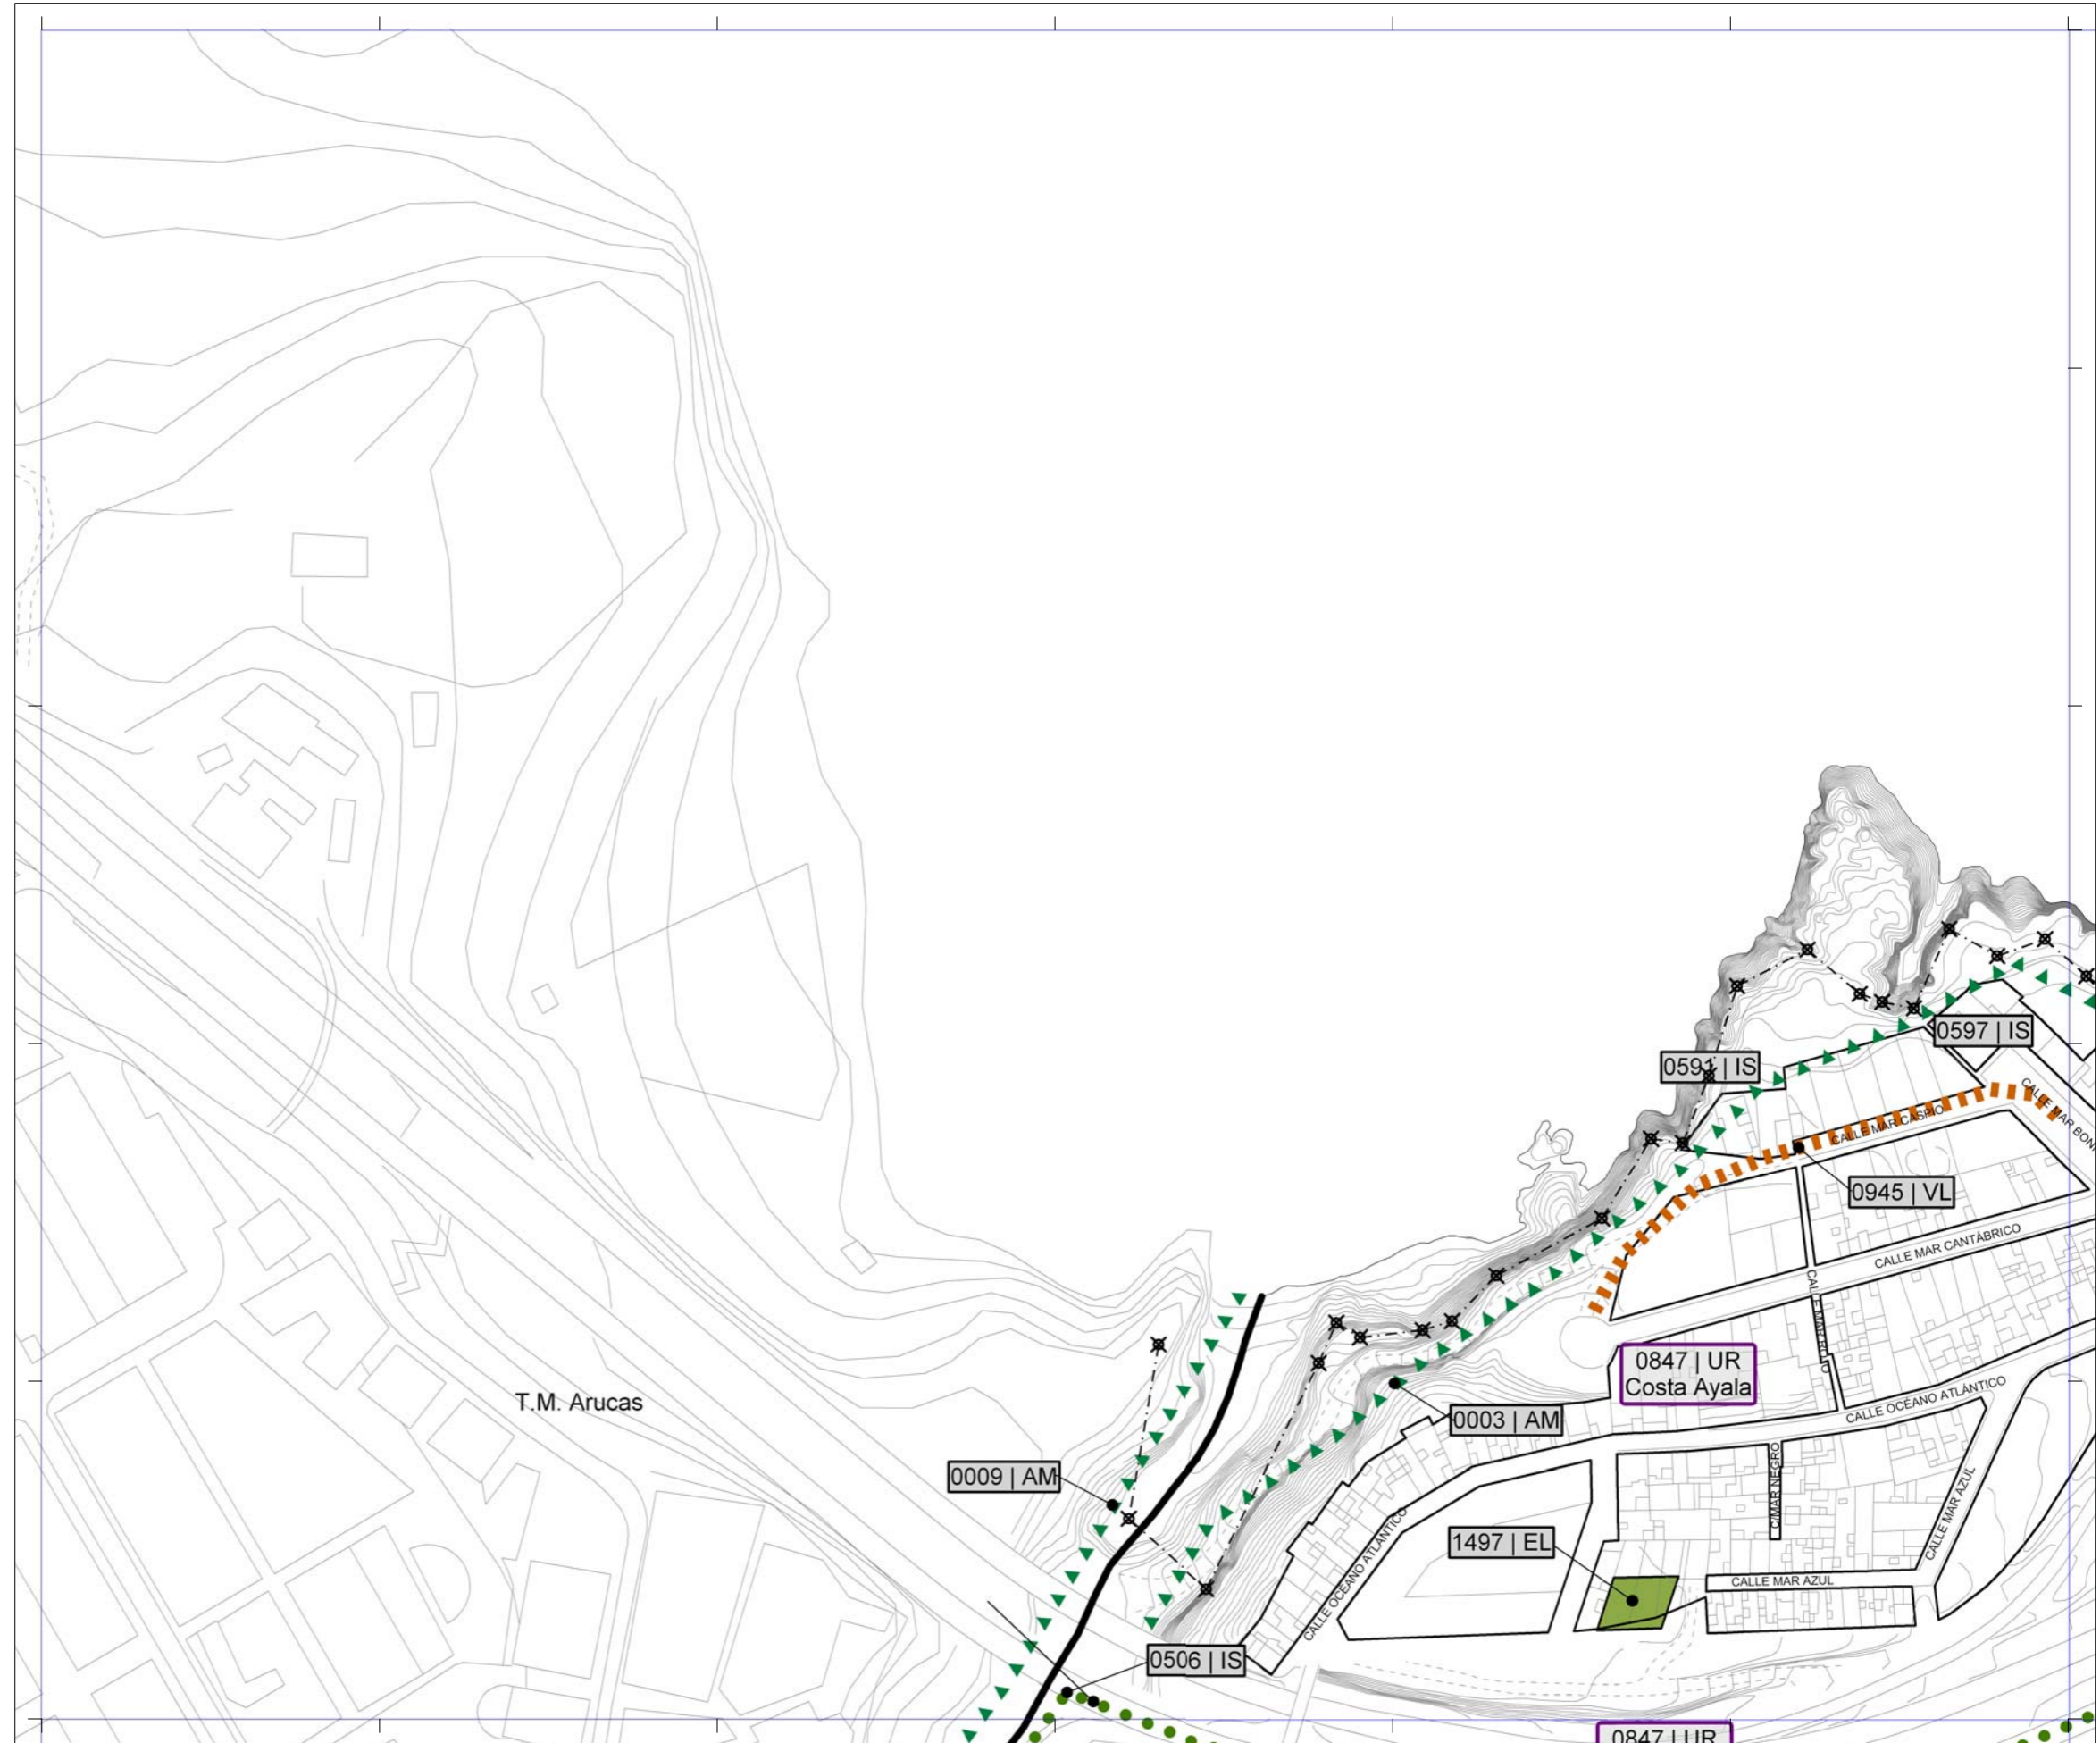 0597 | IS
0591 | IS
CALLE MAR CASPIO
CALLE MAR BON
0945 | VL
CALLE MAR CANTÁBRICO
CALLE MAR ROJO
0847 | UR
Costa Ayala
CALLE OCÉANO ATLÁNTICO
T.M. Arucas
0003 | AM
0009 | AM
C/MAR NEGRO
CALLE MAR AZUL
CALLE OCÉANO ATLÁNTICO
1497 | EL
CALLE MAR AZUL
0506 | IS
0847 | UR